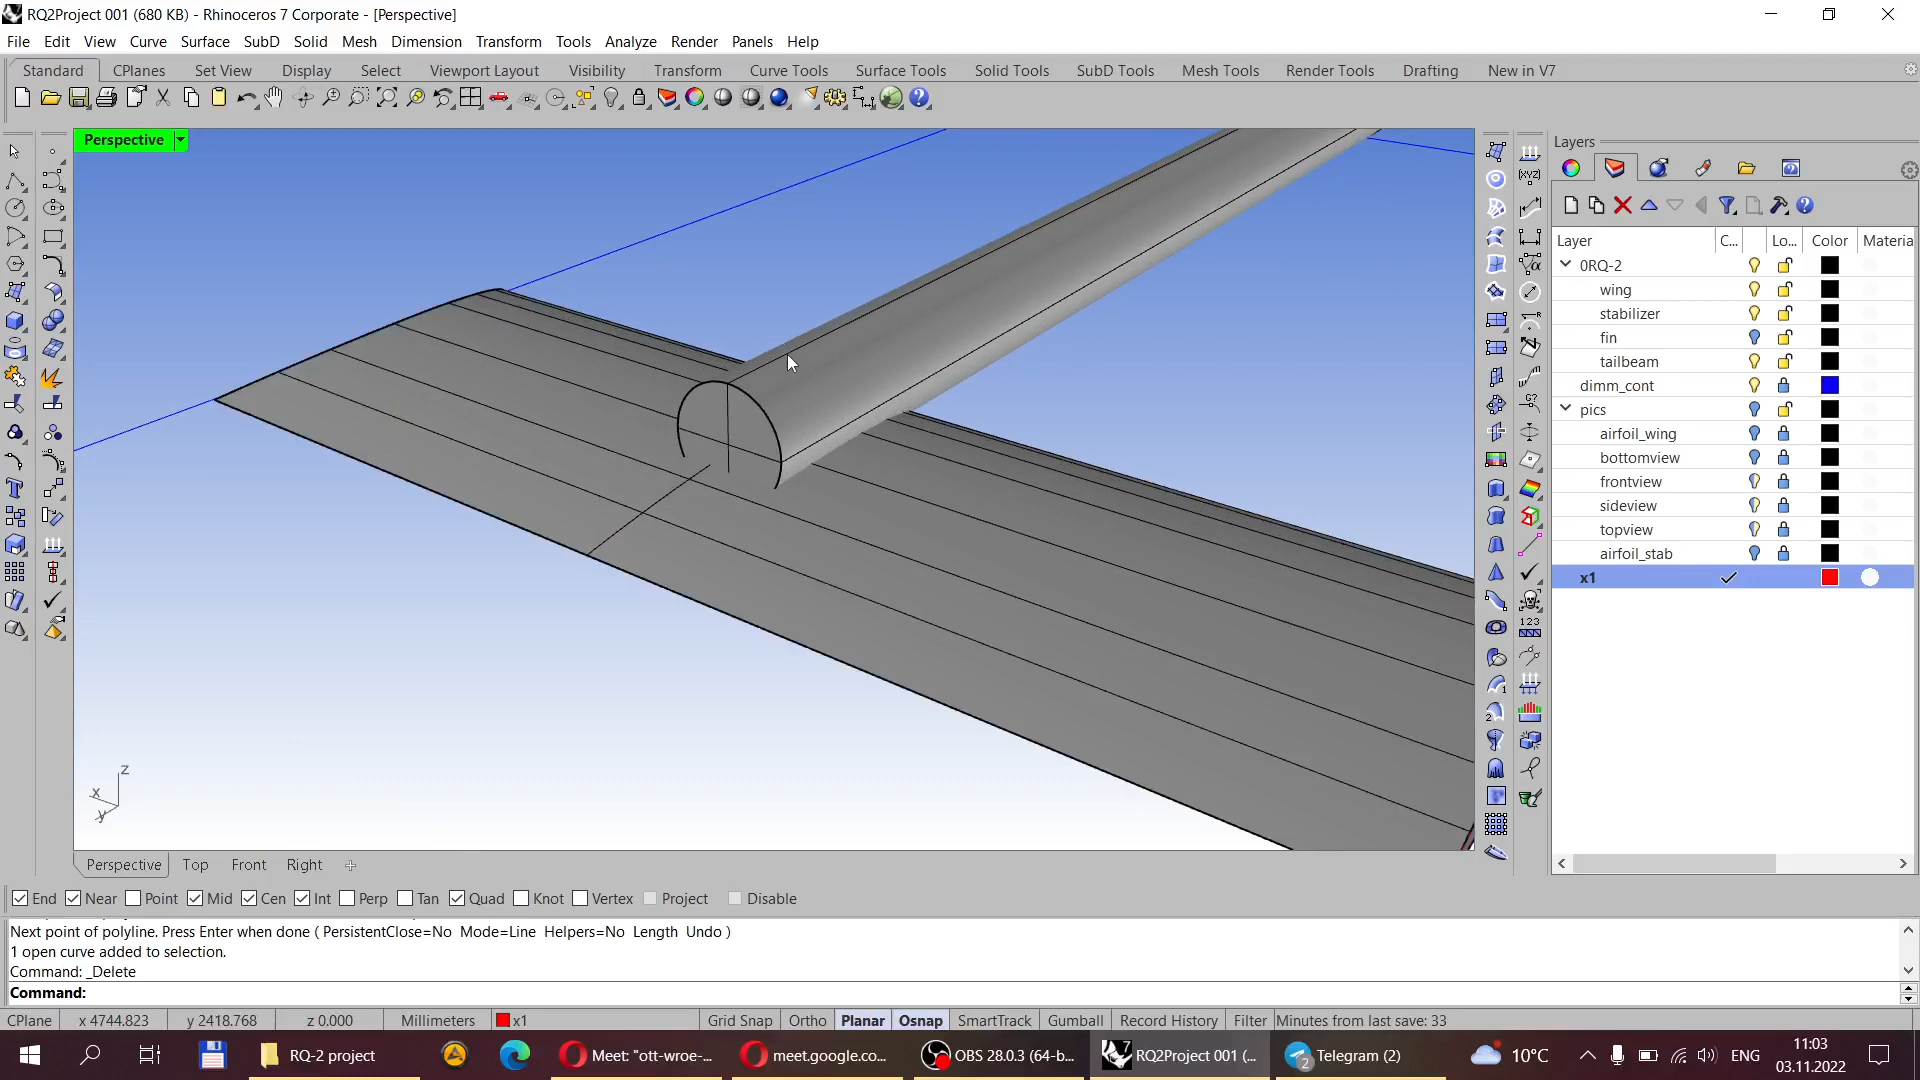 RQ2Project 001 (680 KB) - Rhinoceros 7 Corporate - [Perspective]
File Edit View Curve Surface SubD Solid Mesh Dimension Transform Tools Analyze Render Panels Help
Standard CPlanes Set View Display Select Viewport Layout Visibility Transform Curve Tools Surface Tools Solid Tools SubD Tools Mesh Tools Render Tools Drafting New in V7
Perspective
Layers
Layer C... Lo... Color Materia
0RQ-2
wing
stabilizer
fin
tailbeam
dimm_cont
pics
airfoil_wing
bottomview
frontview
sideview
topview
airfoil_stab
x1
z
x
y
Perspective Top Front Right
End Near Point Mid Cen Int Perp Tan Quad Knot Vertex Project Disable
Next point of polyline. Press Enter when done ( PersistentClose=No Mode=Line Helpers=No Length Undo )
1 open curve added to selection.
Command: _Delete
Command:
CPlane x 4744.823 y 2418.768 z 0.000 Millimeters x1 Grid Snap Ortho Planar Osnap SmartTrack Gumball Record History Filter Minutes from last save: 33
RQ-2 project Meet: "ott-wroe-... meet.google.co... OBS 28.0.3 (64-b... RQ2Project 001 (... Telegram (2) 10°C ENG 11:03
03.11.2022